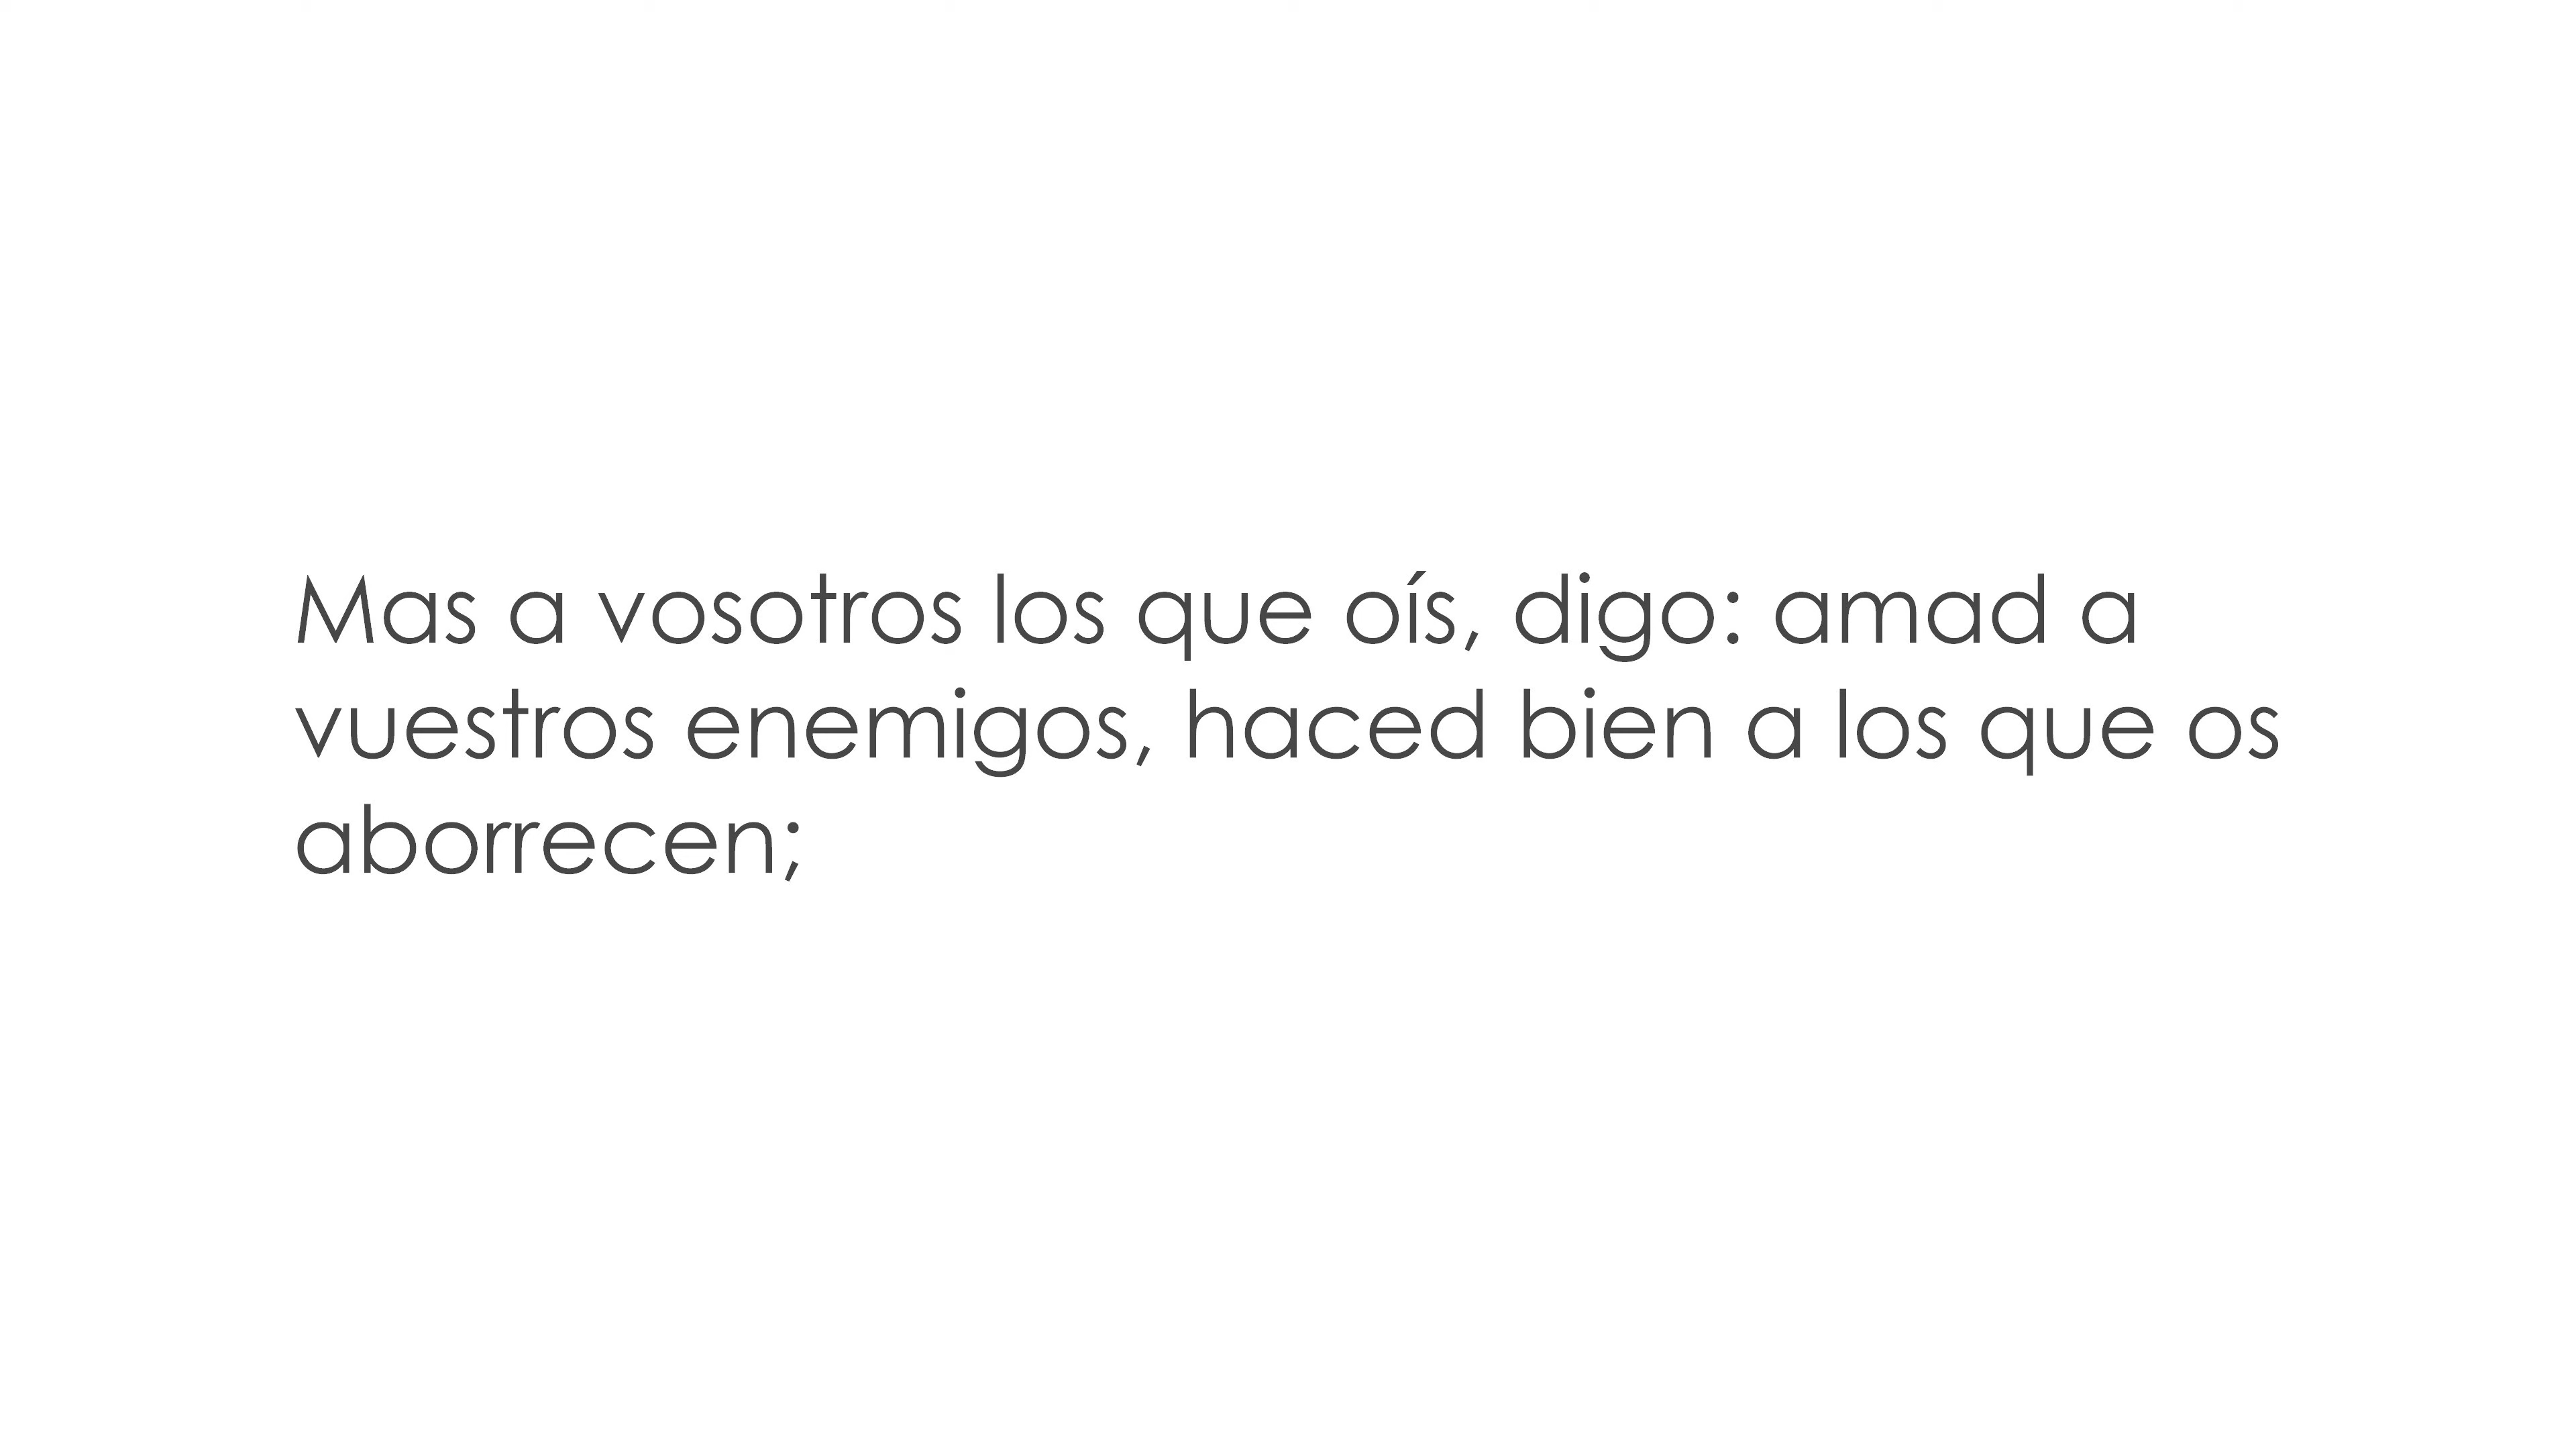 Mas a vosotros los que oís, digo: amad a
vuestros enemigos, haced bien a los que os
aborrecen;